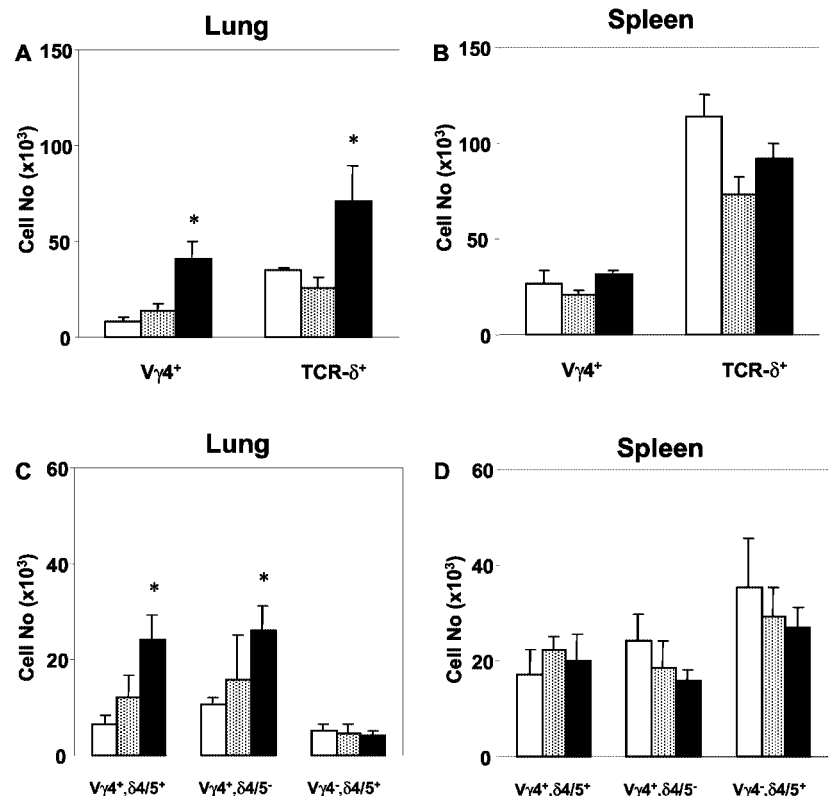 Lung
A
150
100
50
0
Cell No (x10³)
*
*
Vγ4⁺
TCR-δ⁺
Spleen
B
150
100
50
0
Cell No (x10³)
Vγ4⁺
TCR-δ⁺
Lung
C
60
40
20
0
Cell No (x10³)
*
*
Vγ4⁺,δ4/5⁺
Vγ4⁺,δ4/5⁻
Vγ4⁻,δ4/5⁺
Spleen
D
60
40
20
0
Cell No (x10³)
Vγ4⁺,δ4/5⁺
Vγ4⁺,δ4/5⁻
Vγ4⁻,δ4/5⁺